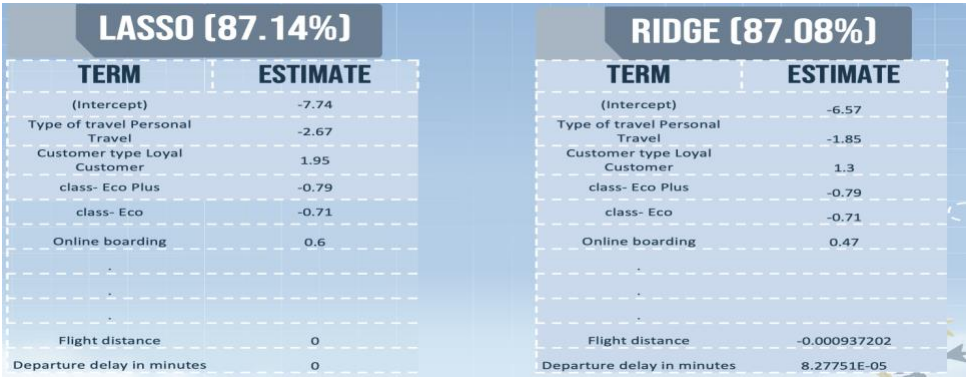 LASSO (87.14%)
TERM ESTIMATE
(Intercept) -7.74
Type of travel Personal
Travel -2.67
Customer type Loyal
Customer 1.95
class- Eco Plus -0.79
class- Eco -0.71
Online boarding 0.6
.
.
.
Flight distance 0
Departure delay in minutes 0
RIDGE (87.08%)
TERM ESTIMATE
(Intercept) -6.57
Type of travel Personal
Travel -1.85
Customer type Loyal
Customer 1.3
class- Eco Plus -0.79
class- Eco -0.71
Online boarding 0.47
.
.
.
Flight distance -0.000937202
Departure delay in minutes 8.27751E-05